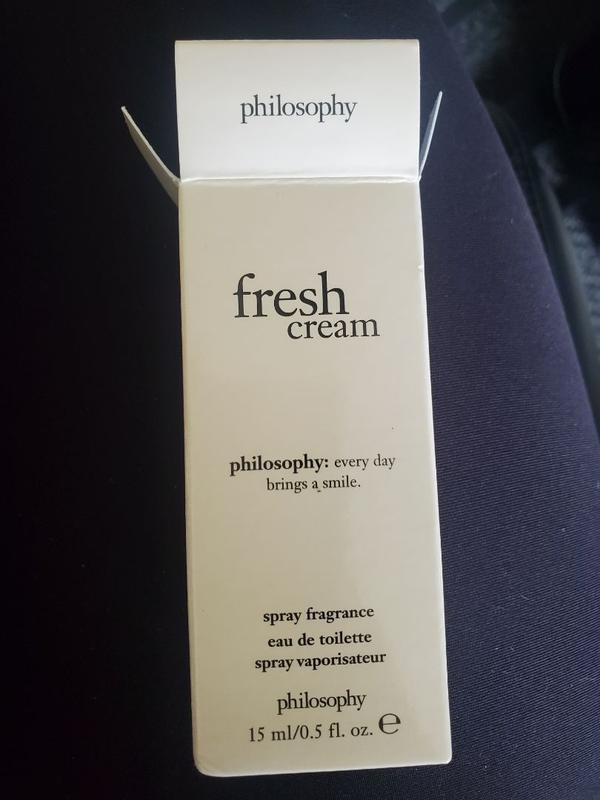 philosophy
fresh
cream
philosophy: every day
brings a smile.
spray fragrance
eau de toilette
spray vaporisateur
philosophy
15 ml/0.5 fl. oz. ℮